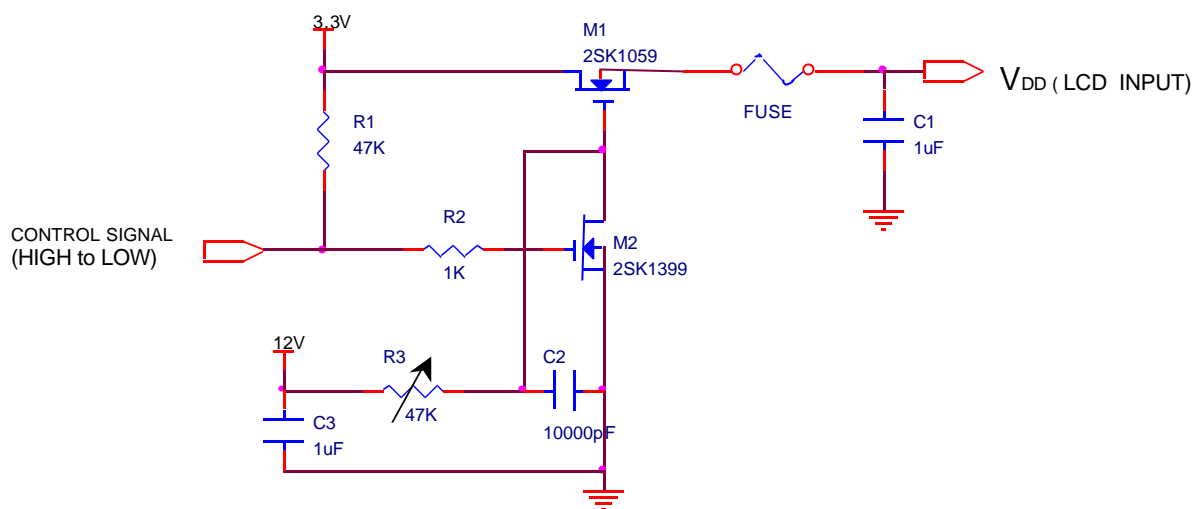 3.3V
M1
2SK1059
VDD ( LCD INPUT)
FUSE
R1
47K
C1
1uF
CONTROL SIGNAL
(HIGH to LOW)
R2
1K
M2
2SK1399
12V
R3
47K
C2
10000pF
C3
1uF